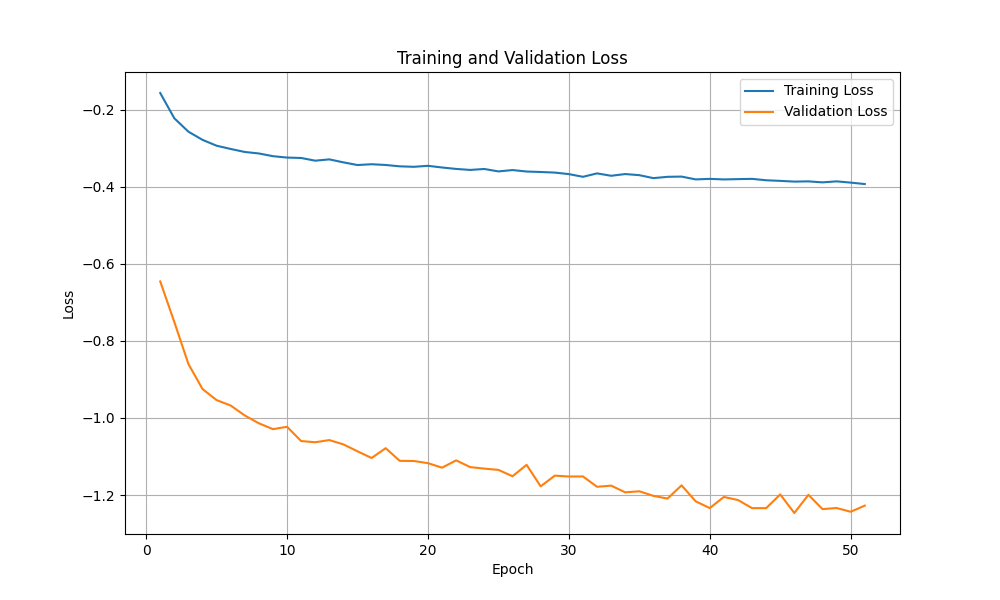 Training and Validation Loss
Training Loss
Validation Loss
Loss
−0.2
−0.4
−0.6
−0.8
−1.0
−1.2
0 10 20 30 40 50
Epoch